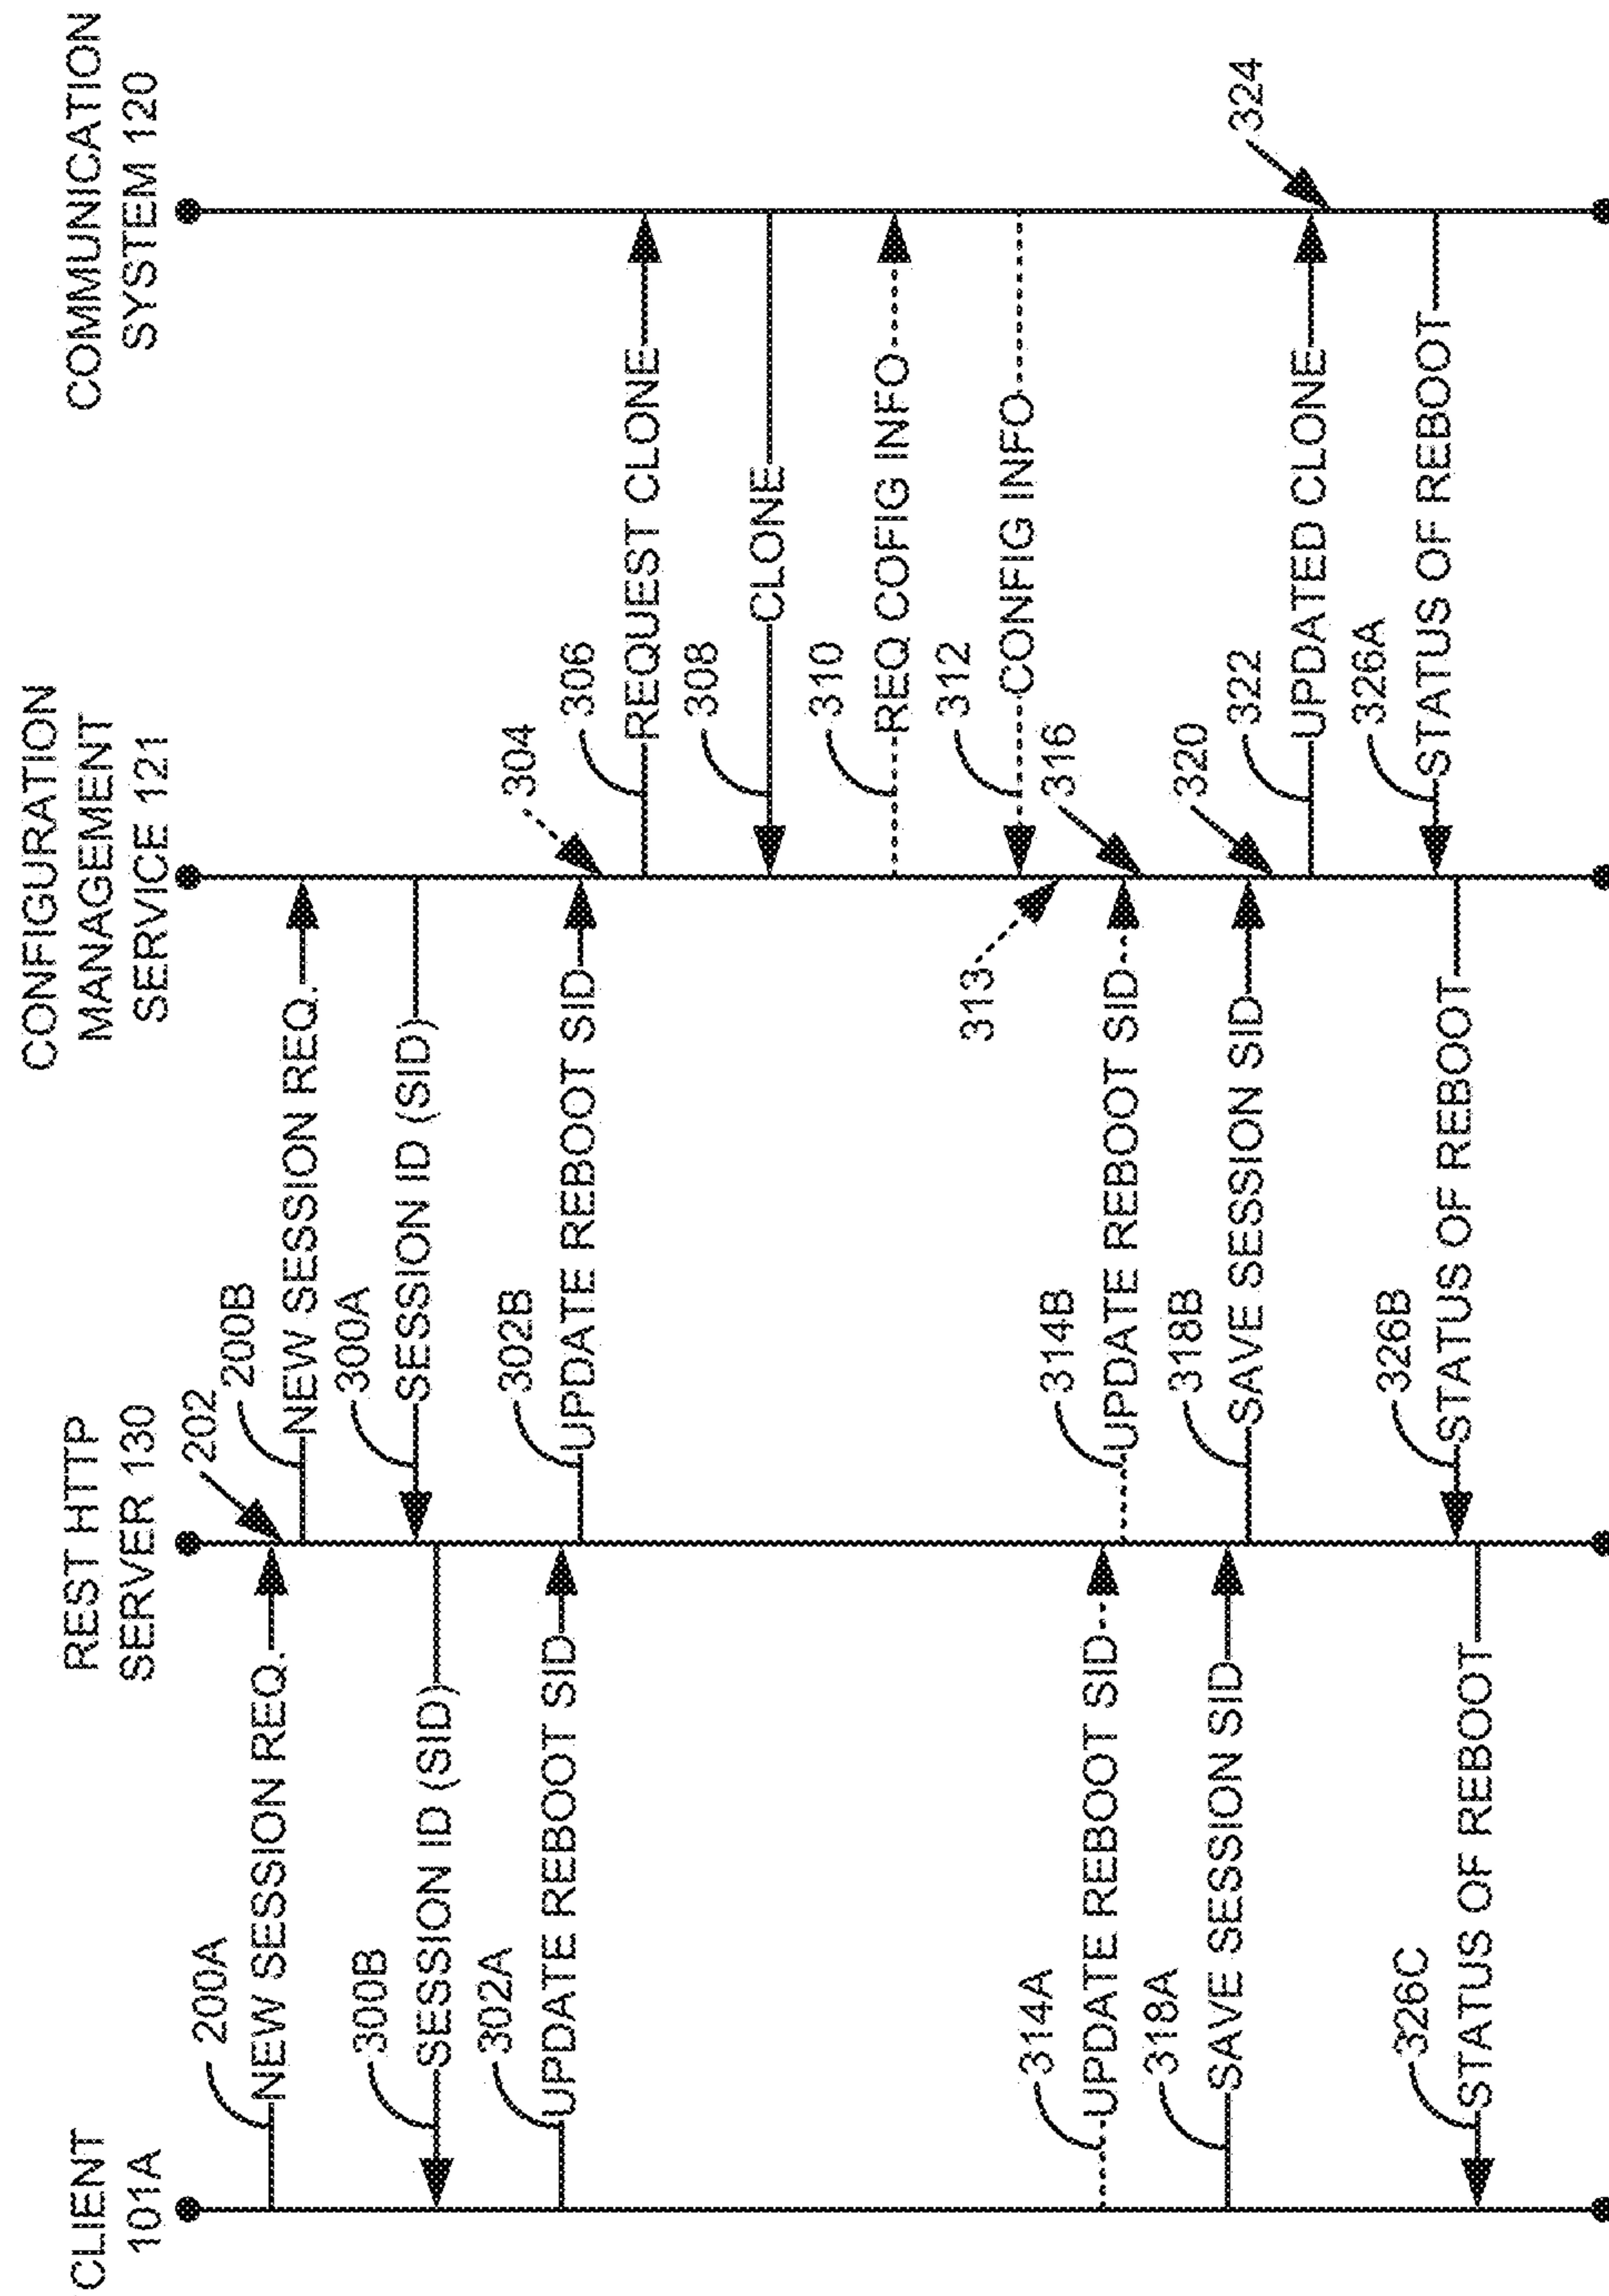 CLIENT
101A
REST HTTP
SERVER 130
CONFIGURATION
MANAGEMENT
SERVICE 121
COMMUNICATION
SYSTEM 120
200A
NEW SESSION REQ.
202
200B
NEW SESSION REQ.
300A
SESSION ID (SID)
300B
SESSION ID (SID)
302A
UPDATE REBOOT SID
302B
UPDATE REBOOT SID
304
306
REQUEST CLONE
308
CLONE
310
REQ COFIG INFO
312
CONFIG INFO
313
314A
UPDATE REBOOT SID
314B
UPDATE REBOOT SID
316
318A
SAVE SESSION SID
318B
SAVE SESSION SID
320
322
UPDATED CLONE
324
326A
STATUS OF REBOOT
326B
STATUS OF REBOOT
326C
STATUS OF REBOOT